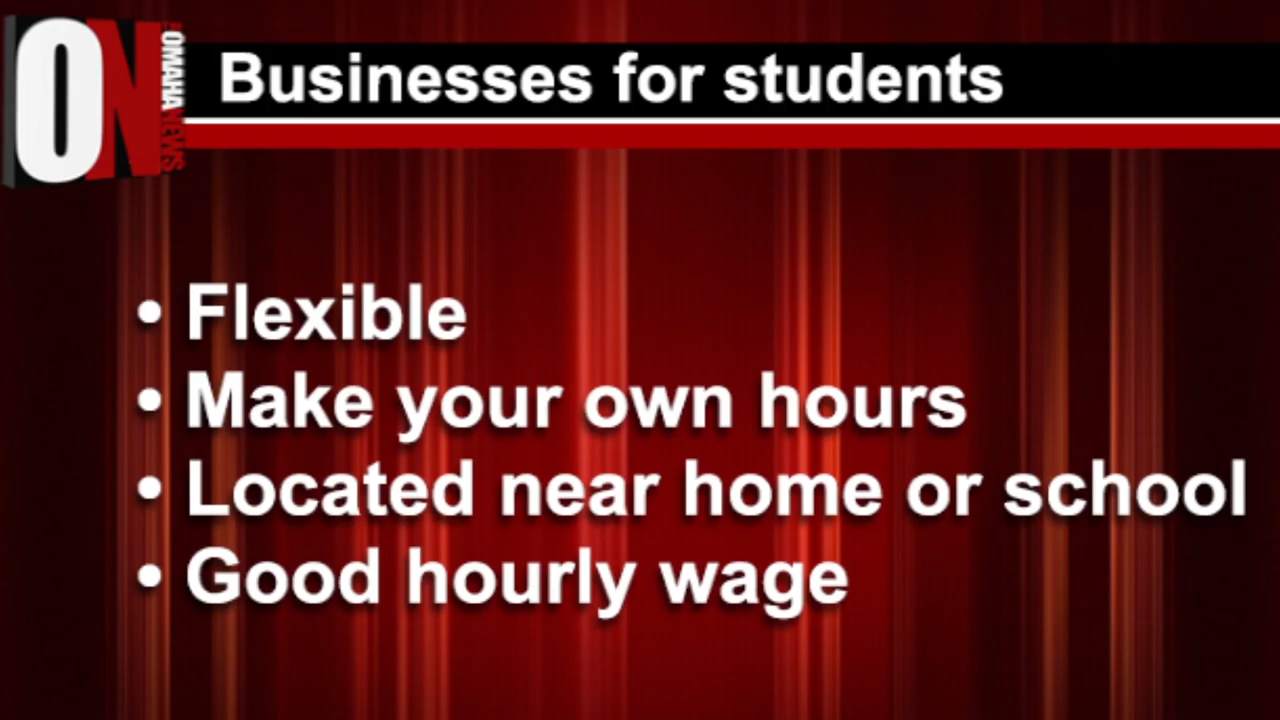 ON
OMAHA NEWS
Businesses for students
• Flexible
• Make your own hours
• Located near home or school
• Good hourly wage